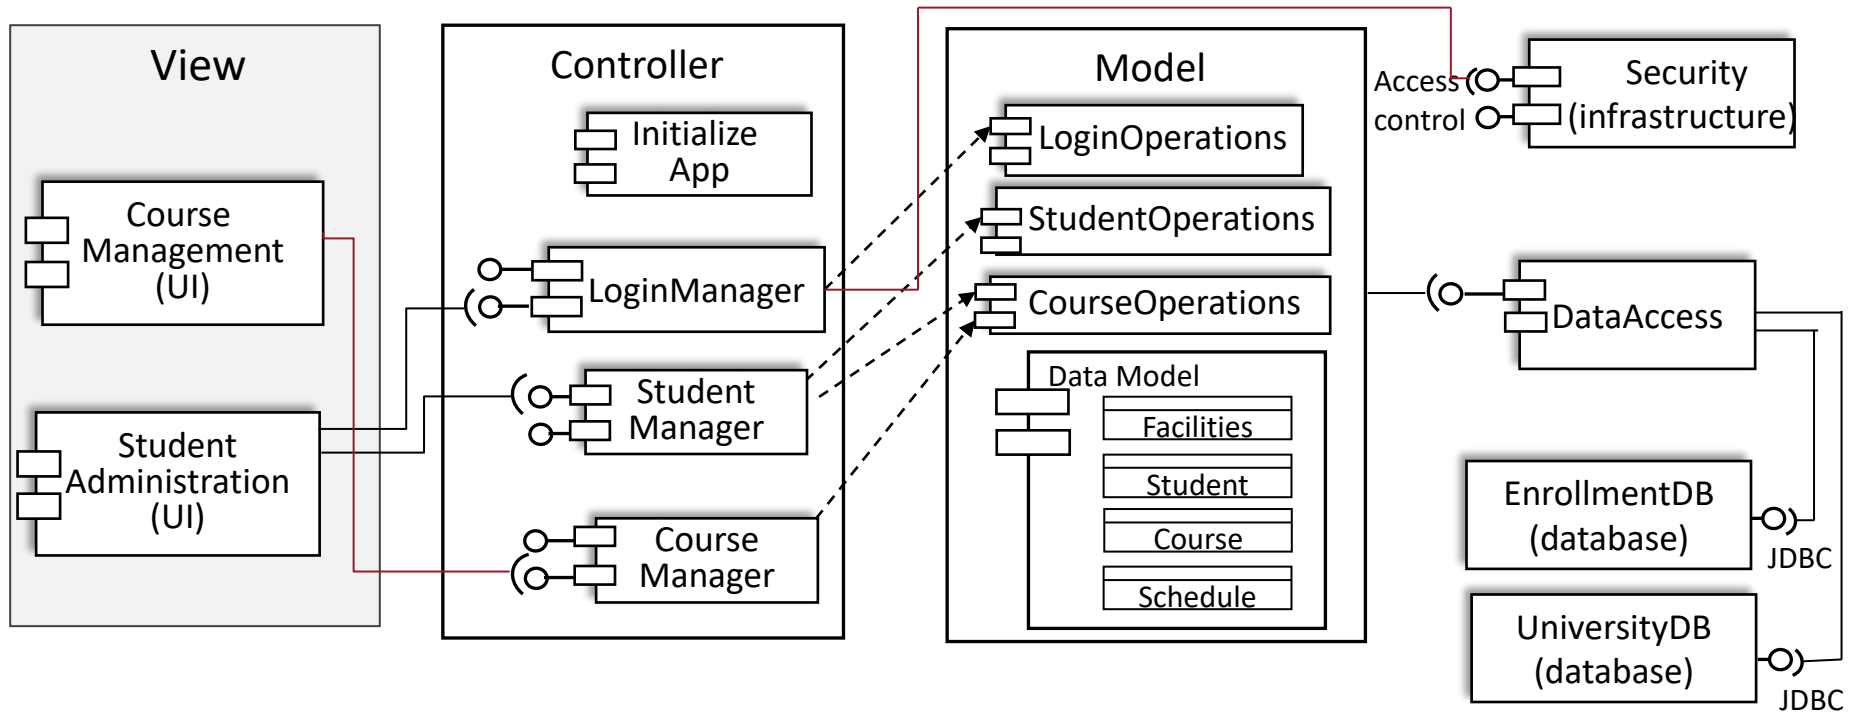 View
Course
Management
(UI)
Student
Administration
(UI)
Controller
Initialize
App
LoginManager
Student
Manager
Course
Manager
Model
LoginOperations
StudentOperations
CourseOperations
Data Model
Facilities
Student
Course
Schedule
Access
control
Security
(infrastructure)
DataAccess
EnrollmentDB
(database)
JDBC
UniversityDB
(database)
JDBC